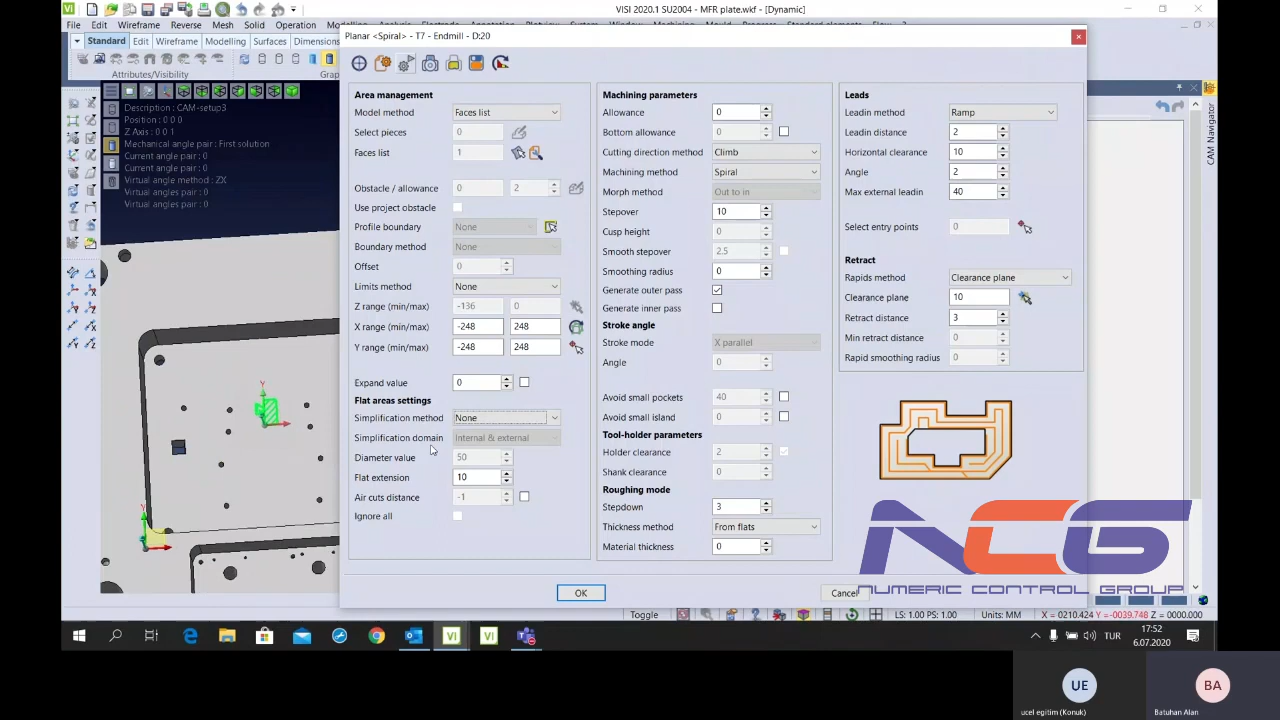 VISI 2020.1 SU2004 - MFR plate.wkf - [Dynamic]
File Edit Wireframe Mesh Solid Operation
Standard Edit Wireframe Modelling Surfaces Dimensions
Attributes/Visibility
Description : CAM-setup3
Position : 0 0 0
Z Axis : 0 0 1
Mechanical angle pair : First solution
Current angle pair : 0
Virtual angle method : ZX
Current angles pair : 0
Virtual angles pair : 0
Planar <Spiral> - T7 - Endmill - D:20
Area management
Model method Faces list
Select pieces 0
Faces list 1
Obstacle / allowance 0 2
Use project obstacle
Profile boundary None
Boundary method None
Offset 0
Limits method None
Z range (min/max) -136 0
X range (min/max) -248 248
Y range (min/max) -248 248
Expand value 0
Flat areas settings
Simplification method None
Simplification domain Internal & external
Diameter value 50
Flat extension 10
Air cuts distance -1
Ignore all
Machining parameters
Allowance 0
Bottom allowance 0
Cutting direction method Climb
Machining method Spiral
Morph method Out to in
Stepover 10
Cusp height 0
Smooth stepover 2.5
Smoothing radius 0
Generate outer pass
Generate inner pass
Stroke angle
Stroke mode X parallel
Angle 0
Avoid small pockets 40
Avoid small island 0
Tool-holder parameters
Holder clearance 2
Shank clearance 0
Roughing mode
Stepdown 3
Thickness method From flats
Material thickness 0
Leads
Leadin method Ramp
Leadin distance 2
Horizontal clearance 10
Angle 2
Max external leadin 40
Select entry points 0
Retract
Rapids method Clearance plane
Clearance plane 10
Retract distance 3
Min retract distance 0
Rapid smoothing radius 0
OK Cancel
CAM Navigator
NCG
NUMERIC CONTROL GROUP
Toggle LS: 1.00 PS: 1.00 Units: MM X = 0210.424 Y =-0039.748 Z = 0000.000
TUR
17:52
6.07.2020
UE
ucel egitim (Konuk)
BA
Batuhan Alan